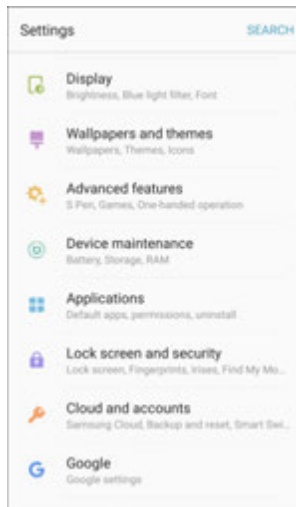 Settings SEARCH
Display
Brightness, Blue light filter, Font
Wallpapers and themes
Wallpapers, Themes, Icons
Advanced features
S Pen, Games, One-handed operation
Device maintenance
Battery, Storage, RAM
Applications
Default apps, permissions, uninstall
Lock screen and security
Lock screen, Fingerprints, Irises, Find My Mo...
Cloud and accounts
Samsung Cloud, Backup and reset, Smart Swi...
Google
Google settings